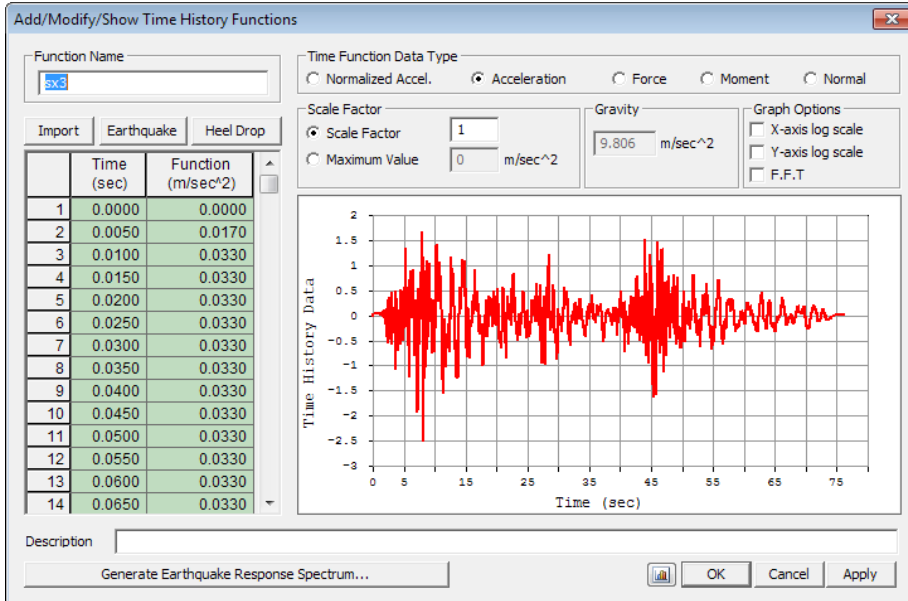 Add/Modify/Show Time History Functions
Function Name
sx3
Import Earthquake Heel Drop
Time Function Data Type
Normalized Accel. Acceleration Force Moment Normal
Scale Factor
Scale Factor 1
Maximum Value 0 m/sec^2
Gravity
9.806 m/sec^2
Graph Options
X-axis log scale
Y-axis log scale
F.F.T
Time Function
(sec) (m/sec^2)
1 0.0000 0.0000
2 0.0050 0.0170
3 0.0100 0.0330
4 0.0150 0.0330
5 0.0200 0.0330
6 0.0250 0.0330
7 0.0300 0.0330
8 0.0350 0.0330
9 0.0400 0.0330
10 0.0450 0.0330
11 0.0500 0.0330
12 0.0550 0.0330
13 0.0600 0.0330
14 0.0650 0.0330
Time History Data
2
1.5
1
0.5
0
-0.5
-1
-1.5
-2
-2.5
-3
0 5 15 25 35 45 55 65 75
Time (sec)
Description
Generate Earthquake Response Spectrum... OK Cancel Apply